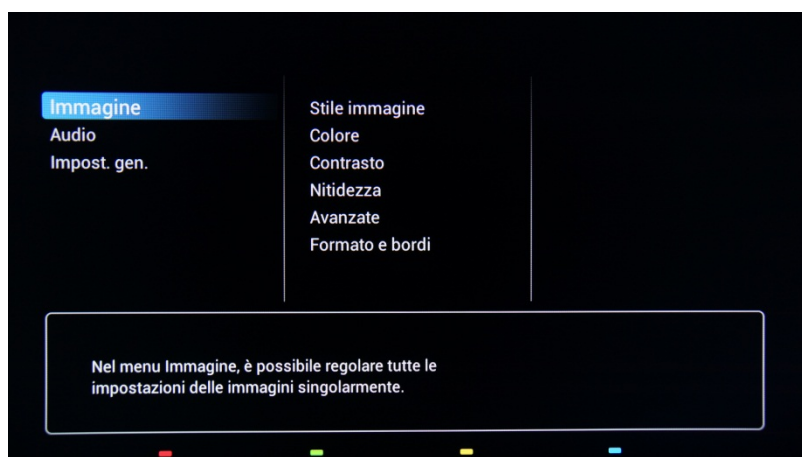 Immagine
Audio
Impost. gen.
Stile immagine
Colore
Contrasto
Nitidezza
Avanzate
Formato e bordi
Nel menu Immagine, è possibile regolare tutte le
impostazioni delle immagini singolarmente.